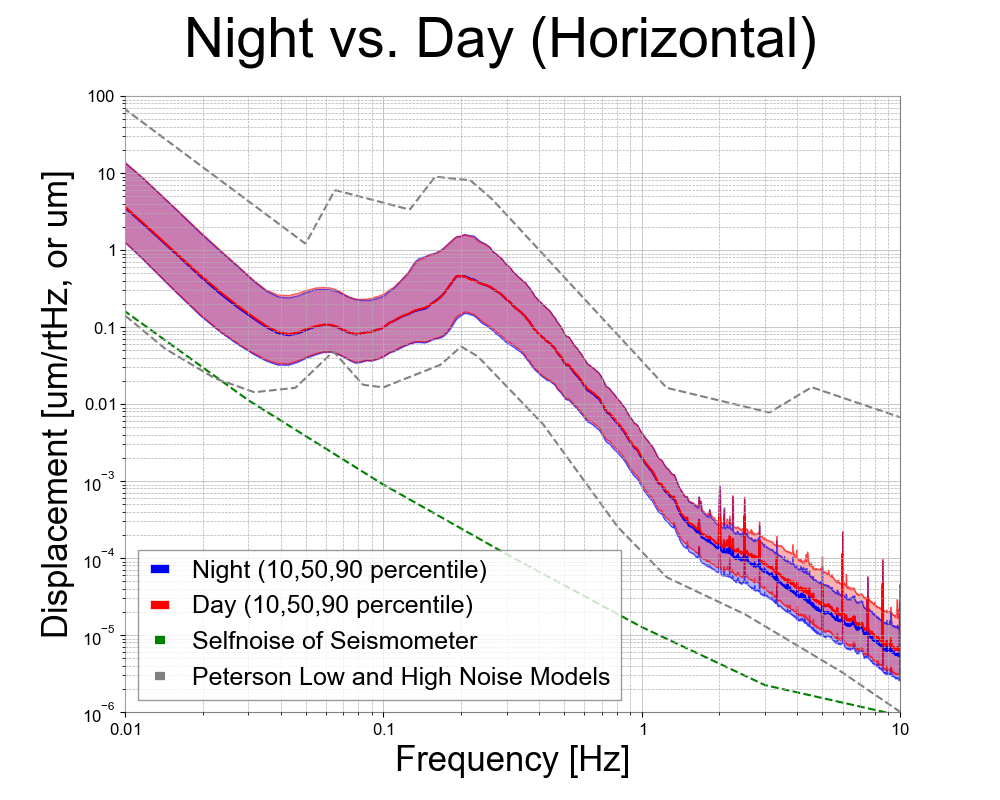 Night vs. Day (Horizontal)
Displacement [um/rtHz, or um]
100
10
1
0.1
0.01
10⁻³
10⁻⁴
10⁻⁵
10⁻⁶
Night (10,50,90 percentile)
Day (10,50,90 percentile)
Selfnoise of Seismometer
Peterson Low and High Noise Models
0.01 0.1 1 10
Frequency [Hz]